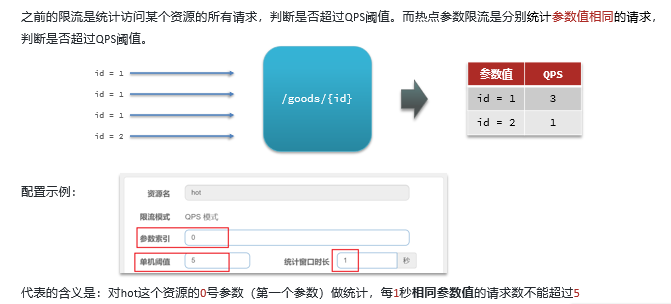 之前的限流是统计访问某个资源的所有请求，判断是否超过QPS阈值。而热点参数限流是分别统计参数值相同的请求，
判断是否超过QPS阈值。
id = 1
id = 1
id = 1
id = 2
/goods/{id}
参数值 QPS
id = 1 3
id = 2 1
配置示例：
资源名 hot
限流模式 QPS 模式
参数索引 0
单机阈值 5 统计窗口时长 1 秒
代表的含义是：对hot这个资源的0号参数（第一个参数）做统计，每1秒相同参数值的请求数不能超过5